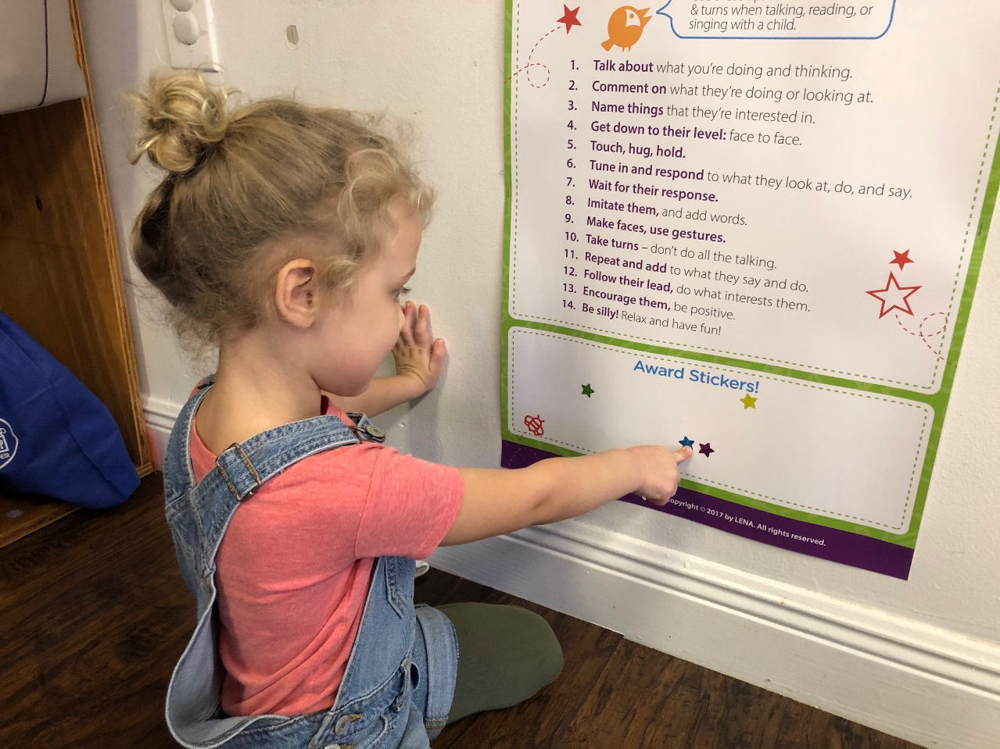 & turns when talking, reading, or
singing with a child.
1. Talk about what you're doing and thinking.
2. Comment on what they're doing or looking at.
3. Name things that they're interested in.
4. Get down to their level: face to face.
5. Touch, hug, hold.
6. Tune in and respond to what they look at, do, and say.
7. Wait for their response.
8. Imitate them, and add words.
9. Make faces, use gestures.
10. Take turns – don't do all the talking.
11. Repeat and add to what they say and do.
12. Follow their lead, do what interests them.
13. Encourage them, be positive.
14. Be silly! Relax and have fun!
Award Stickers!
Copyright © 2017 by LENA. All rights reserved.